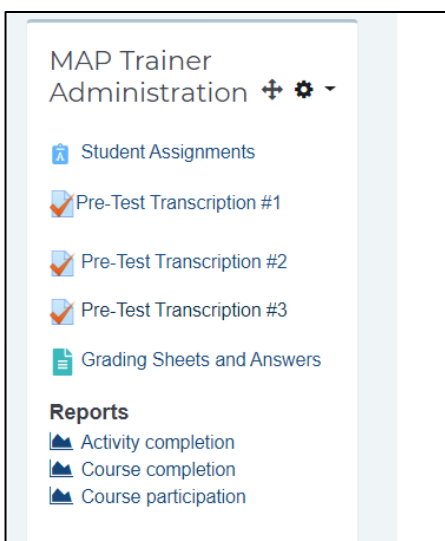 MAP Trainer
Administration
Student Assignments
Pre-Test Transcription #1
Pre-Test Transcription #2
Pre-Test Transcription #3
Grading Sheets and Answers
Reports
Activity completion
Course completion
Course participation